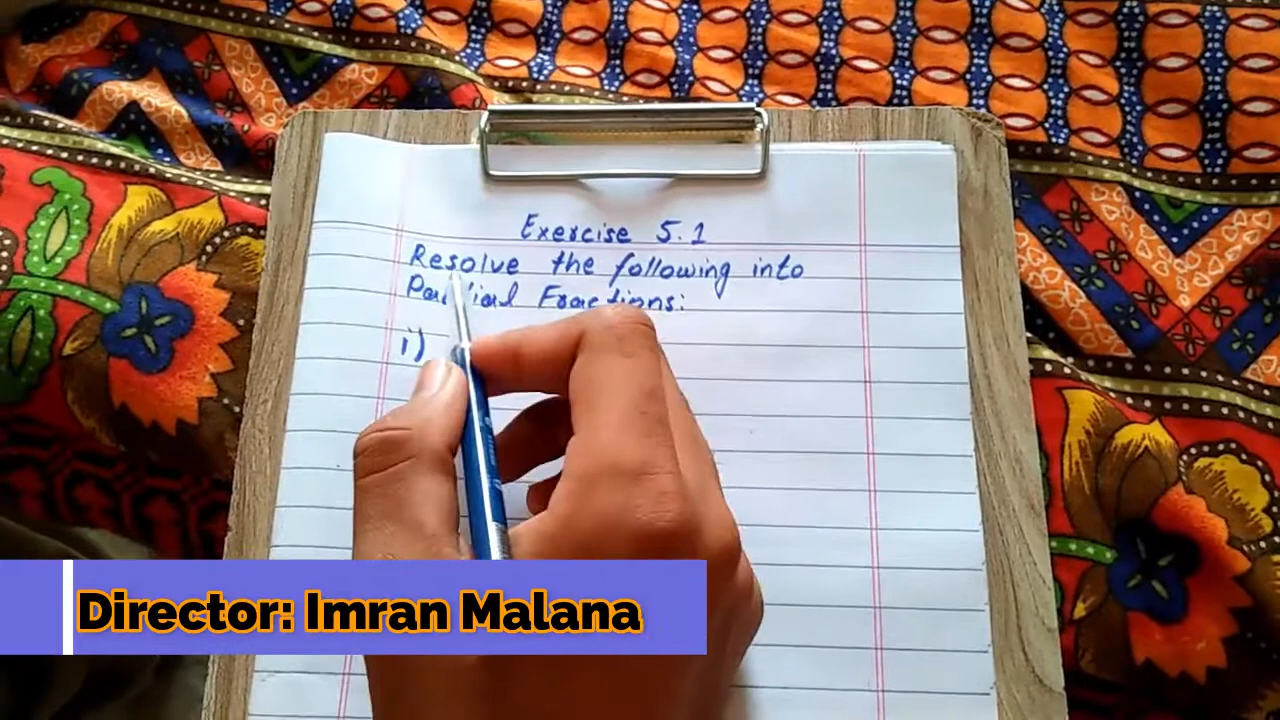 Exercise 5.1
Resolve the following into
Partial Fractions:
i)
Director: Imran Malana